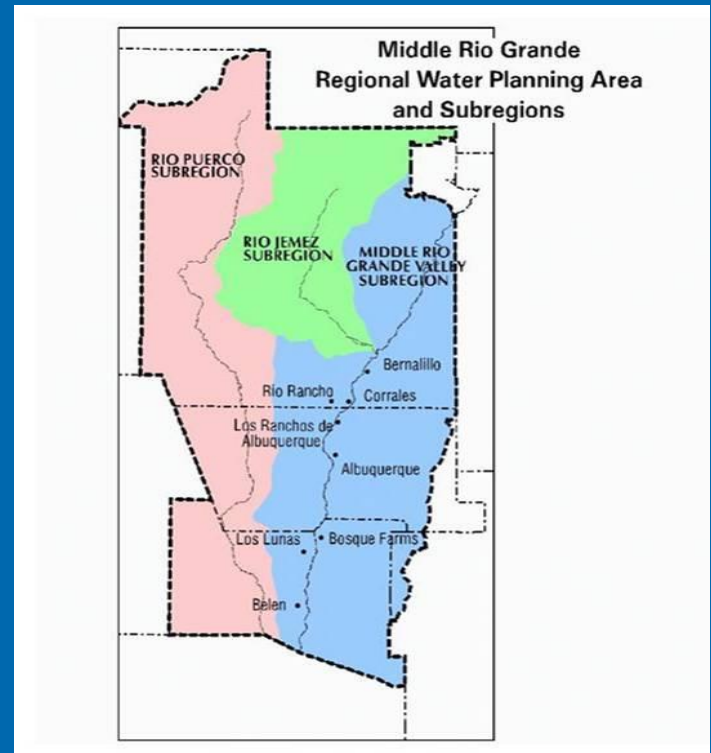 Middle Rio Grande
Regional Water Planning Area
and Subregions
RIO PUERCO
SUBREGION
RIO JEMEZ
SUBREGION
MIDDLE RIO
GRANDE VALLEY
SUBREGION
Bernalillo
Rio Rancho
Corrales
Los Ranchos de
Albuquerque
Albuquerque
Los Lunas
Bosque Farms
Belen